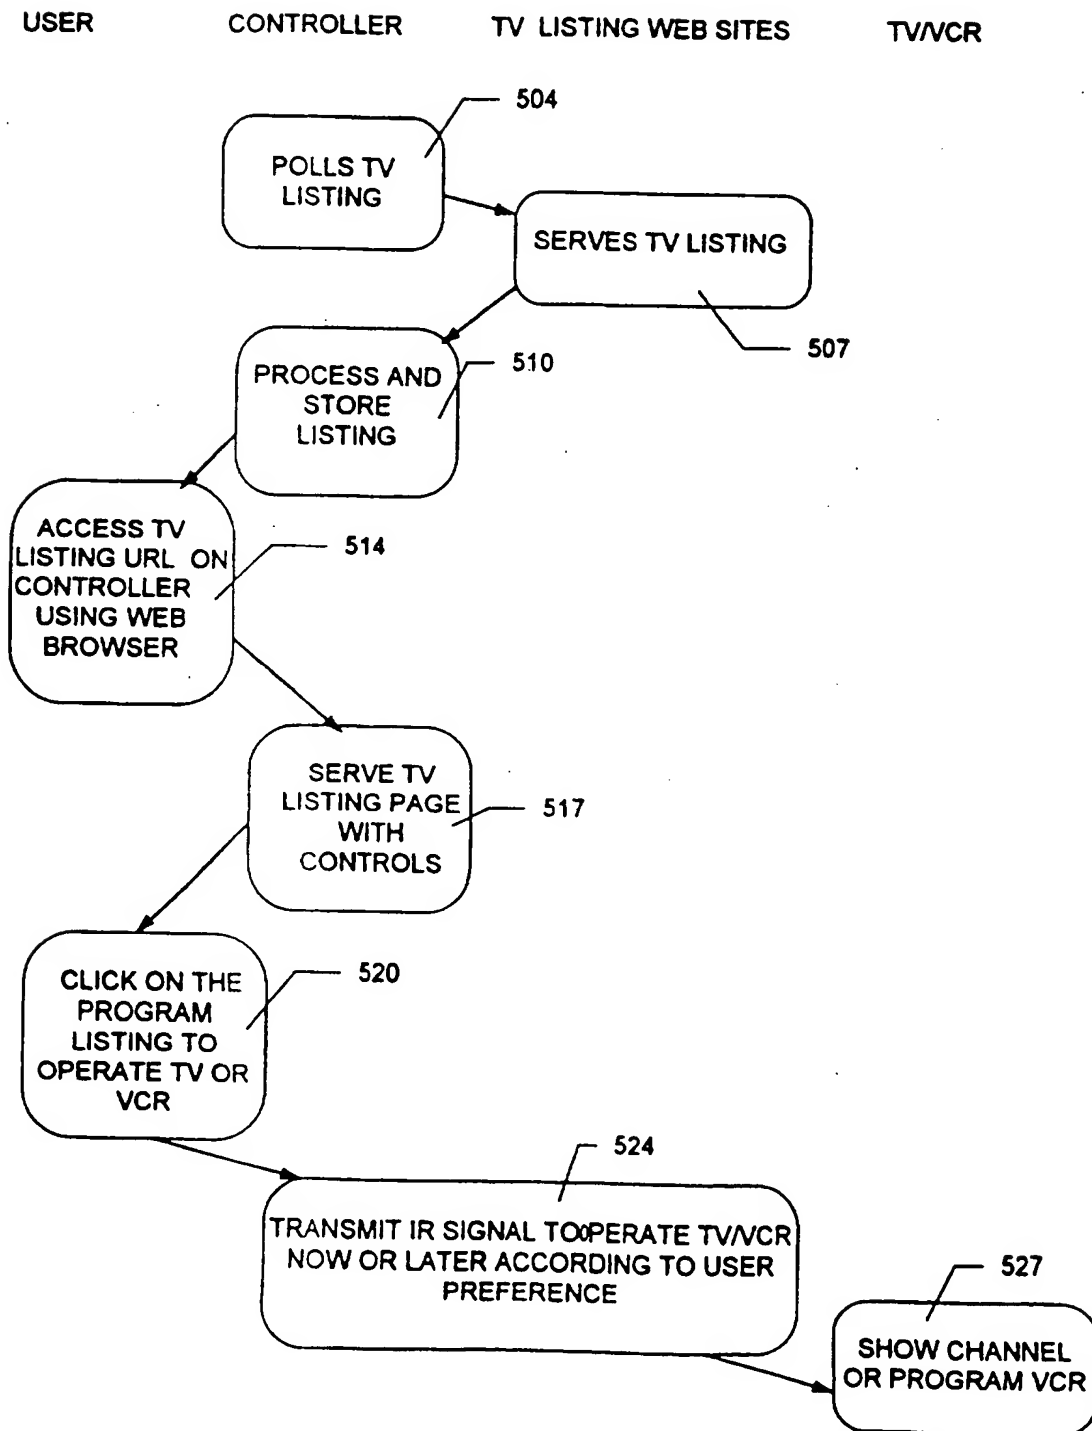 USER CONTROLLER TV LISTING WEB SITES TV/VCR
504
POLLS TV
LISTING
SERVES TV LISTING
507
510
PROCESS AND
STORE
LISTING
ACCESS TV
LISTING URL ON
CONTROLLER
USING WEB
BROWSER
514
SERVE TV
LISTING PAGE
WITH
CONTROLS
517
CLICK ON THE
PROGRAM
LISTING TO
OPERATE TV OR
VCR
520
524
TRANSMIT IR SIGNAL TO OPERATE TV/VCR
NOW OR LATER ACCORDING TO USER
PREFERENCE
527
SHOW CHANNEL
OR PROGRAM VCR